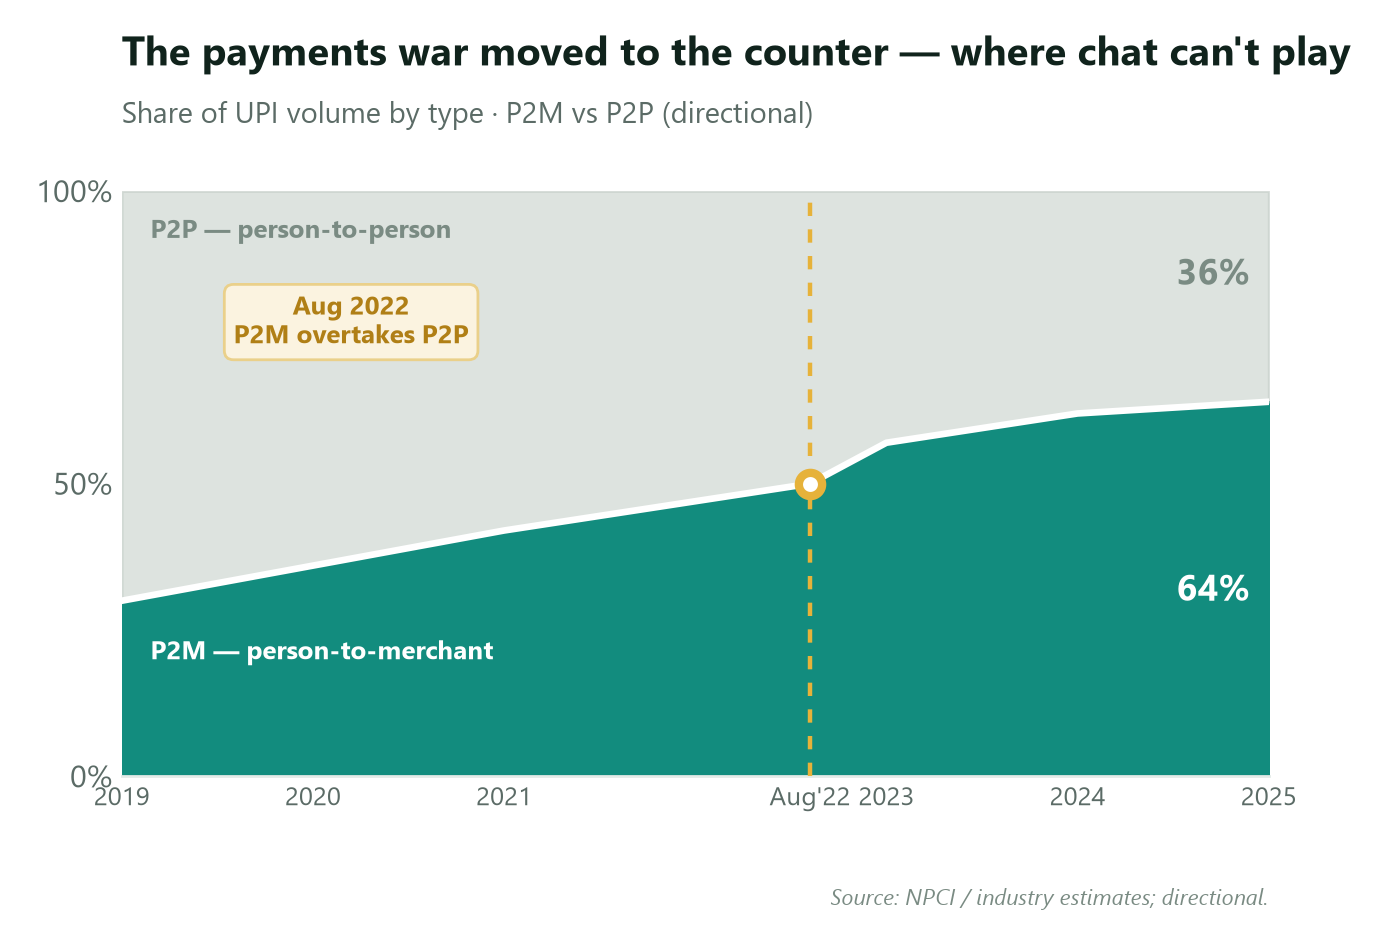 The payments war moved to the counter — where chat can't play
Share of UPI volume by type · P2M vs P2P (directional)
100%
P2P — person-to-person
36%
Aug 2022
P2M overtakes P2P
50%
64%
P2M — person-to-merchant
0%
2019 2020 2021 Aug'22 2023 2024 2025
Source: NPCI / industry estimates; directional.